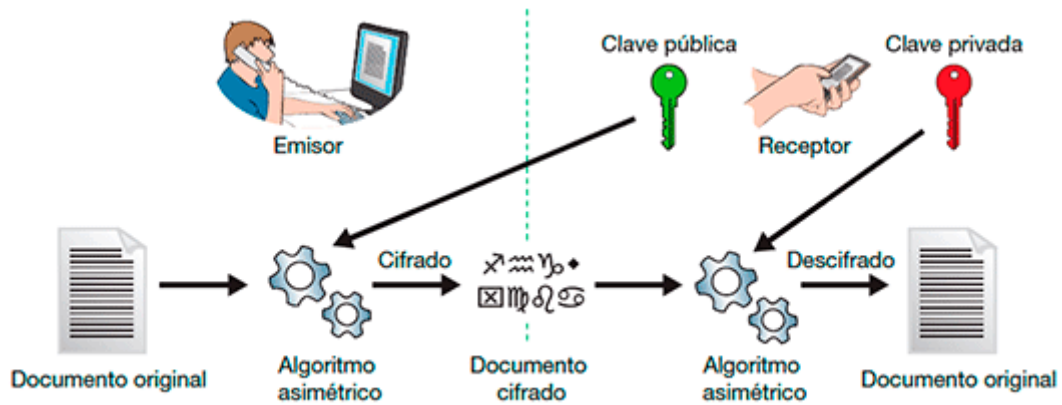 Clave pública
Clave privada
Emisor
Receptor
Cifrado
Descifrado
♐♒♑⬥
⌧♍♌♋
Documento original
Algoritmo
asimétrico
Documento
cifrado
Algoritmo
asimétrico
Documento original